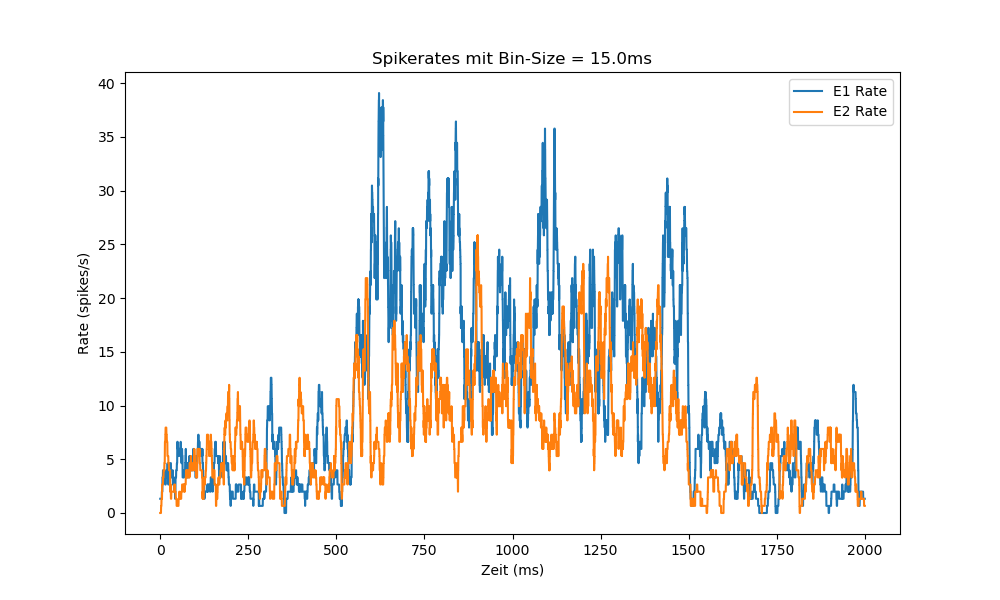 Spikerates mit Bin-Size = 15.0ms
E1 Rate
E2 Rate
Rate (spikes/s)
40
35
30
25
20
15
10
5
0
0 250 500 750 1000 1250 1500 1750 2000
Zeit (ms)